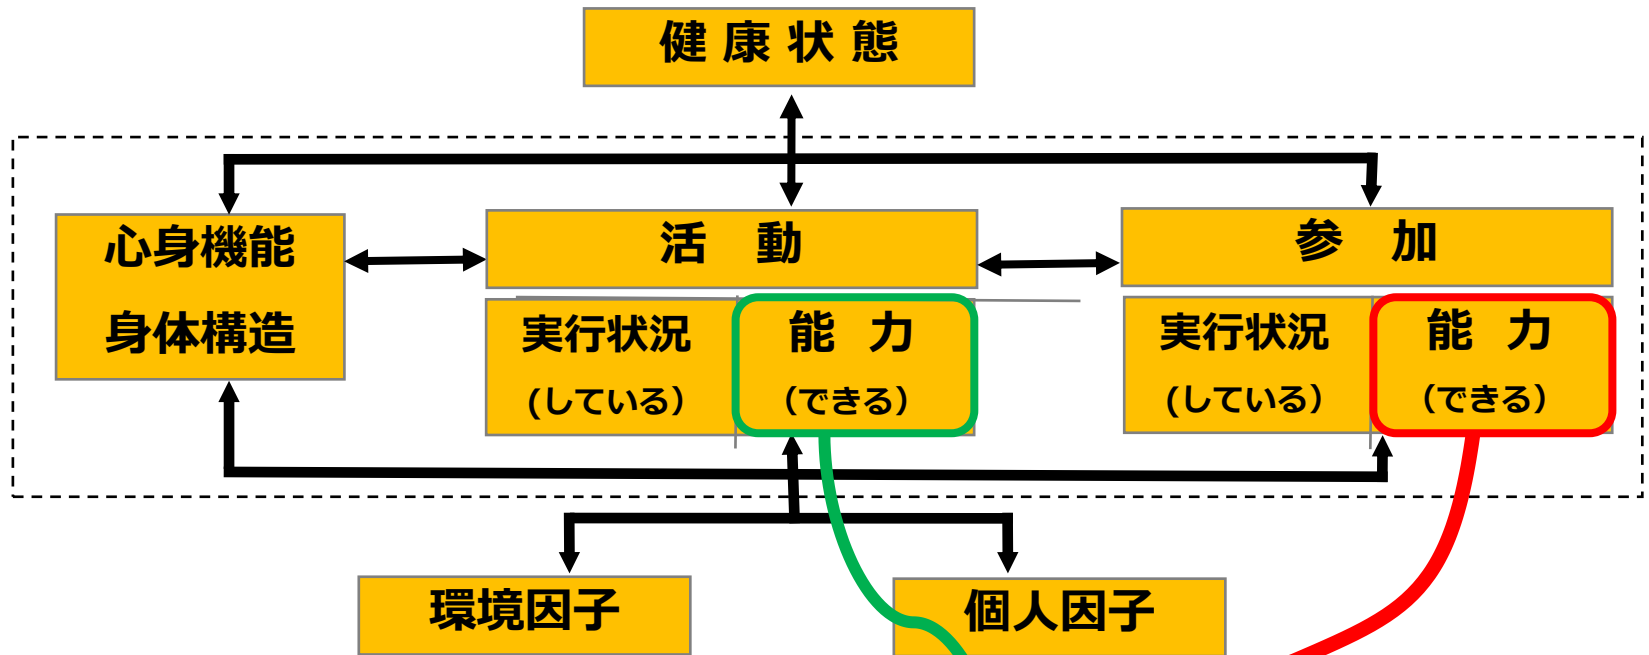 健 康 状 態
心身機能
身体構造
活　動
参　加
実行状況
(している）
能　力
（できる）
実行状況
(している）
能　力
（できる）
環境因子
個人因子